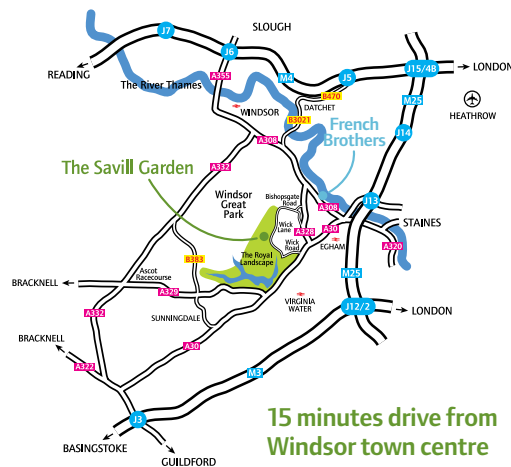 SLOUGH
J7
J6
READING
A355
M4
J5
J15/4B
LONDON
The River Thames
B470
DATCHET
M25
HEATHROW
WINDSOR
B3021
French
Brothers
J14
A308
The Savill Garden
A332
Windsor
Great
Park
Bishopsgate
Road
Wick
Lane
A308
J13
STAINES
A328
A30
EGHAM
A320
Wick
Road
B383
The Royal
Landscape
Ascot
Racecourse
M25
BRACKNELL
A329
VIRGINIA
WATER
J12/2
LONDON
A332
SUNNINGDALE
BRACKNELL
A30
A322
M3
J3
BASINGSTOKE
GUILDFORD
15 minutes drive from
Windsor town centre